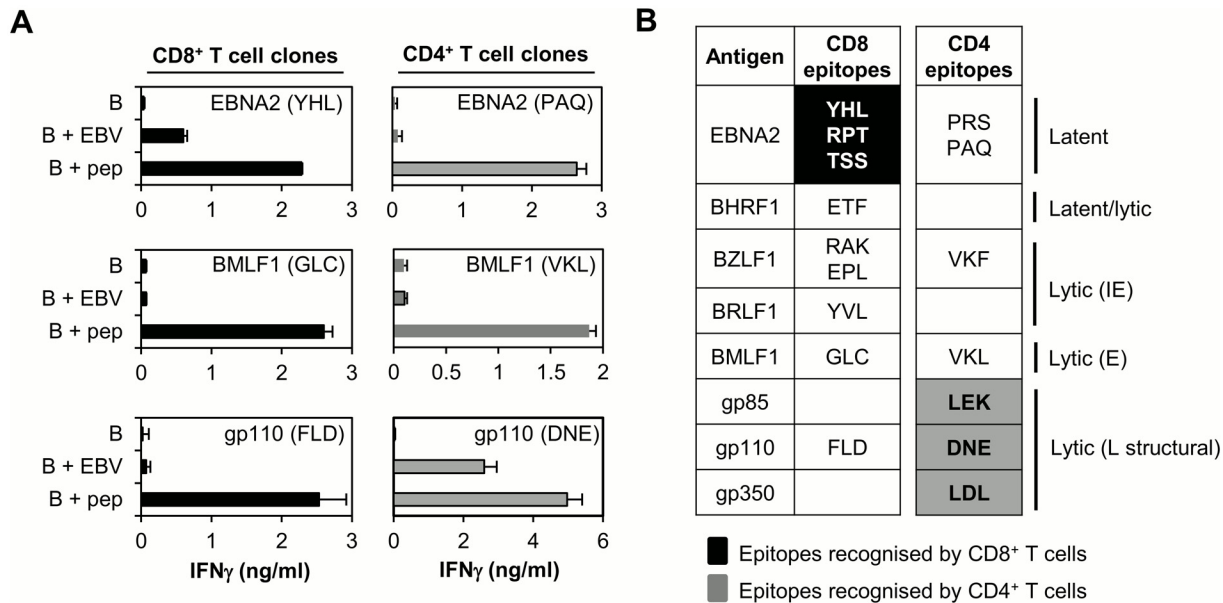 A
CD8+ T cell clones
CD4+ T cell clones
EBNA2 (YHL)
B
B + EBV
B + pep
0 1 2 3
EBNA2 (PAQ)
0 1 2 3
BMLF1 (GLC)
B
B + EBV
B + pep
0 1 2 3
BMLF1 (VKL)
0 0.5 1 1.5 2
gp110 (FLD)
B
B + EBV
B + pep
0 1 2 3
IFNγ (ng/ml)
gp110 (DNE)
0 2 4 6
IFNγ (ng/ml)
B
Antigen
CD8
epitopes
CD4
epitopes
EBNA2
YHL
RPT
TSS
PRS
PAQ
Latent
BHRF1 ETF
Latent/lytic
BZLF1
RAK
EPL
VKF
BRLF1 YVL
Lytic (IE)
BMLF1 GLC VKL
Lytic (E)
gp85 LEK
gp110 FLD DNE
gp350 LDL
Lytic (L structural)
Epitopes recognised by CD8+ T cells
Epitopes recognised by CD4+ T cells